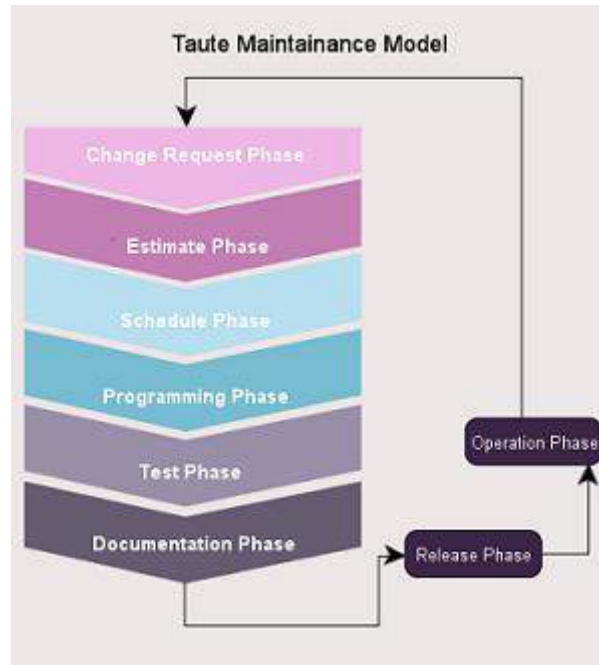 Taute Maintainance Model
Change Request Phase
Estimate Phase
Schedule Phase
Programming Phase
Test Phase
Documentation Phase
Operation Phase
Release Phase